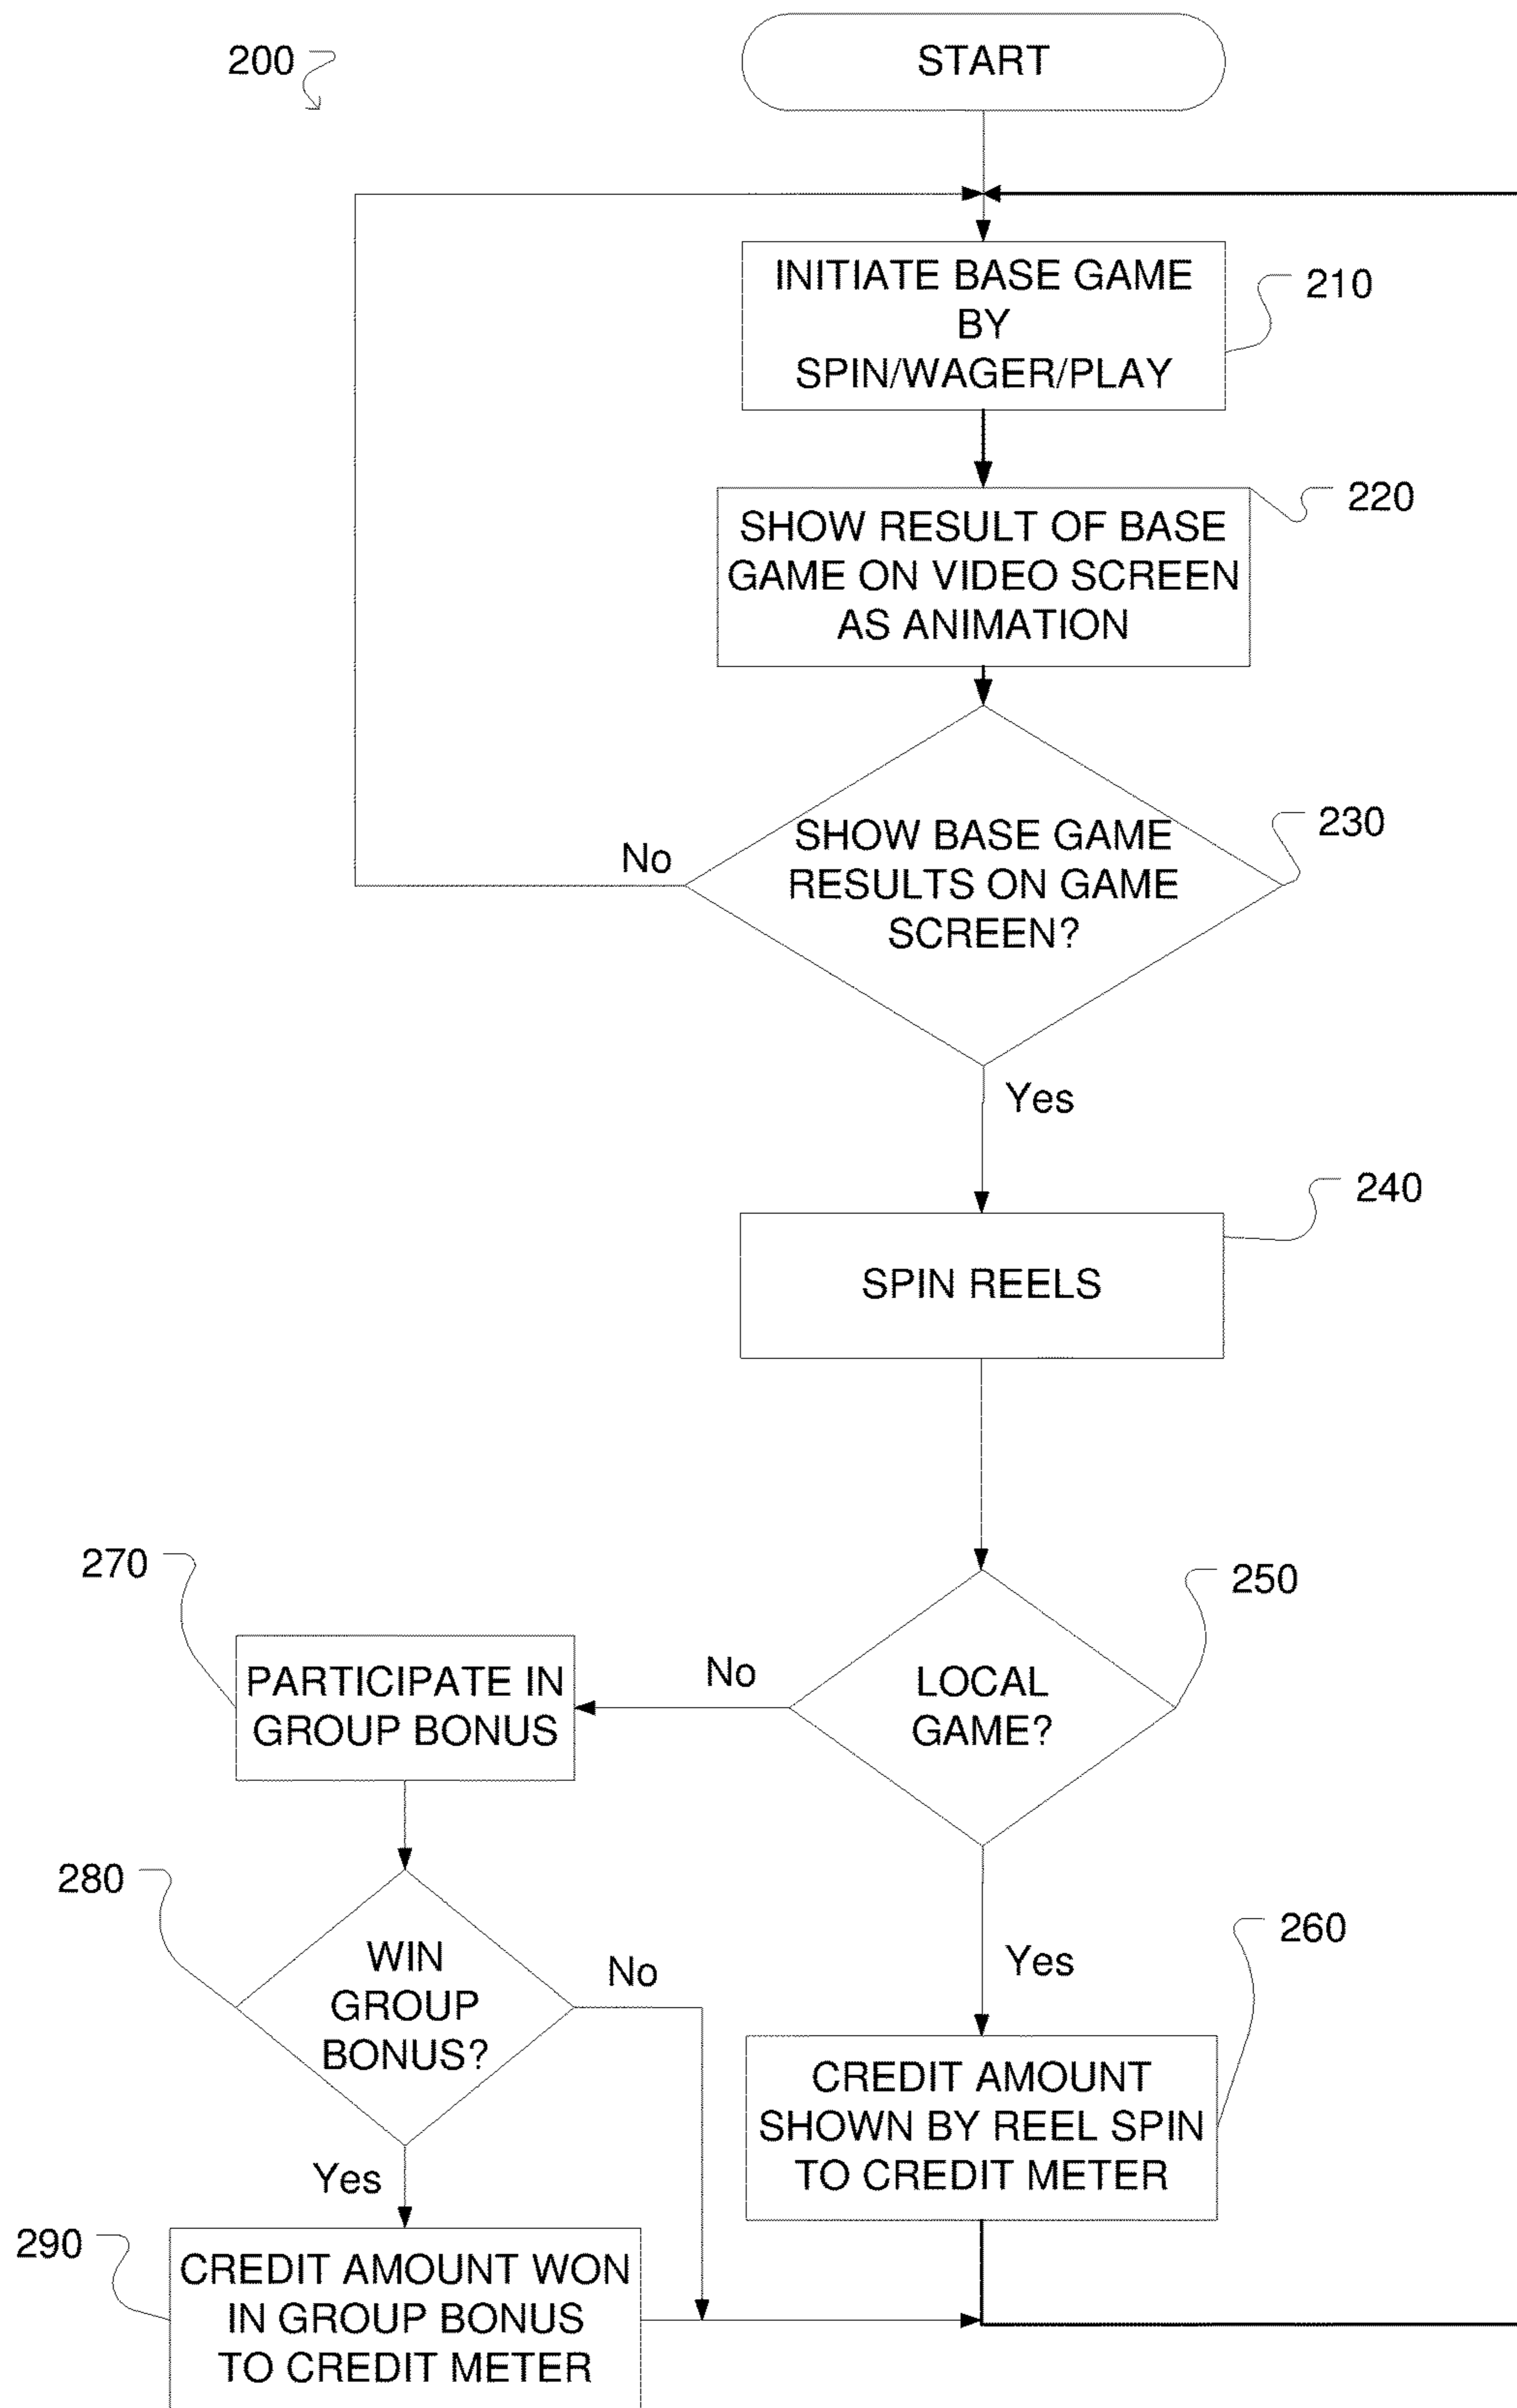 200
START
INITIATE BASE GAME
BY
SPIN/WAGER/PLAY
210
SHOW RESULT OF BASE
GAME ON VIDEO SCREEN
AS ANIMATION
220
SHOW BASE GAME
RESULTS ON GAME
SCREEN?
230
No
Yes
SPIN REELS
240
LOCAL
GAME?
250
No
Yes
PARTICIPATE IN
GROUP BONUS
270
WIN
GROUP
BONUS?
280
No
Yes
CREDIT AMOUNT
SHOWN BY REEL SPIN
TO CREDIT METER
260
CREDIT AMOUNT WON
IN GROUP BONUS
TO CREDIT METER
290